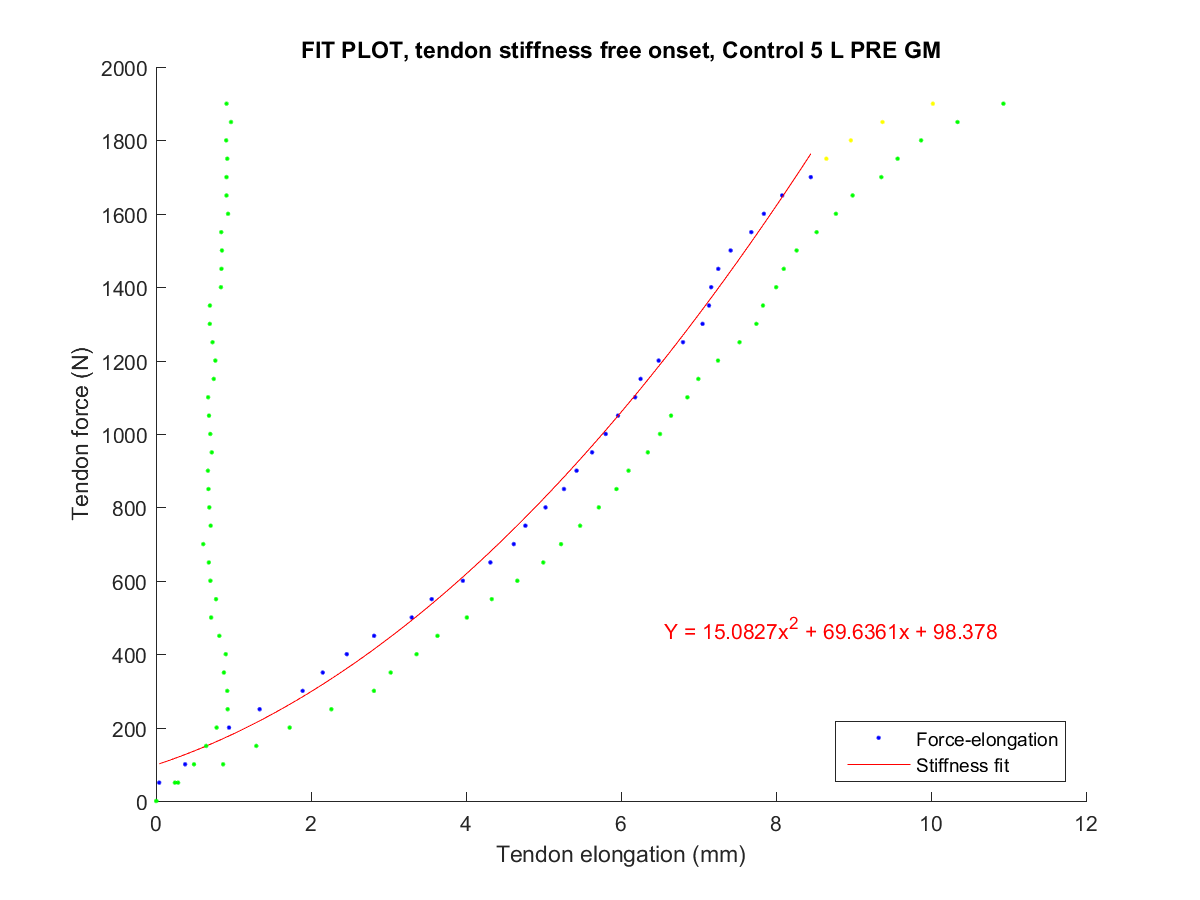 FIT PLOT, tendon stiffness free onset, Control 5 L PRE GM
2000
1800
1600
1400
1200
1000
800
600
400
200
0
Tendon force (N)
Y = 15.0827x² + 69.6361x + 98.378
Force-elongation
Stiffness fit
0 2 4 6 8 10 12
Tendon elongation (mm)